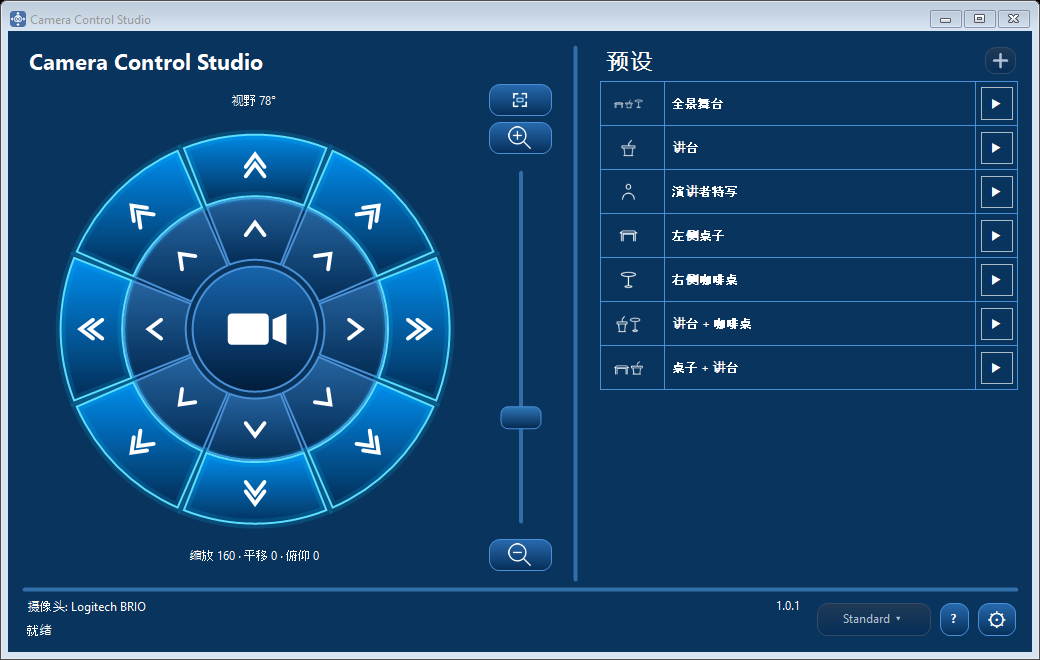 Camera Control Studio
Camera Control Studio
视野 78°
缩放 160 · 平移 0 · 俯仰 0
预设
全景舞台
讲台
演讲者特写
左侧桌子
右侧咖啡桌
讲台 + 咖啡桌
桌子 + 讲台
摄像头: Logitech BRIO
就绪
1.0.1
Standard
?